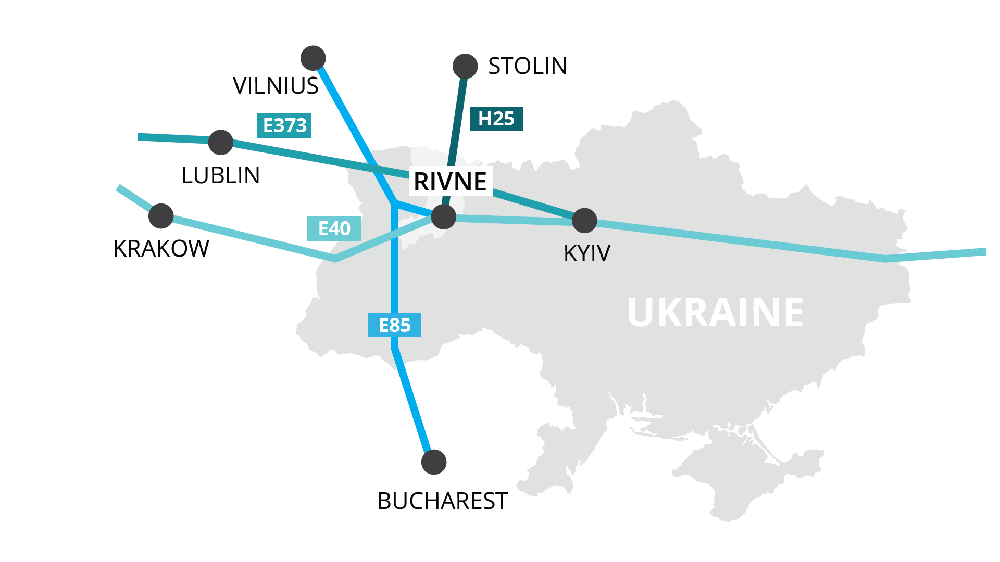 STOLIN
VILNIUS
H25
E373
LUBLIN
RIVNE
E40
KRAKOW
KYIV
UKRAINE
E85
BUCHAREST